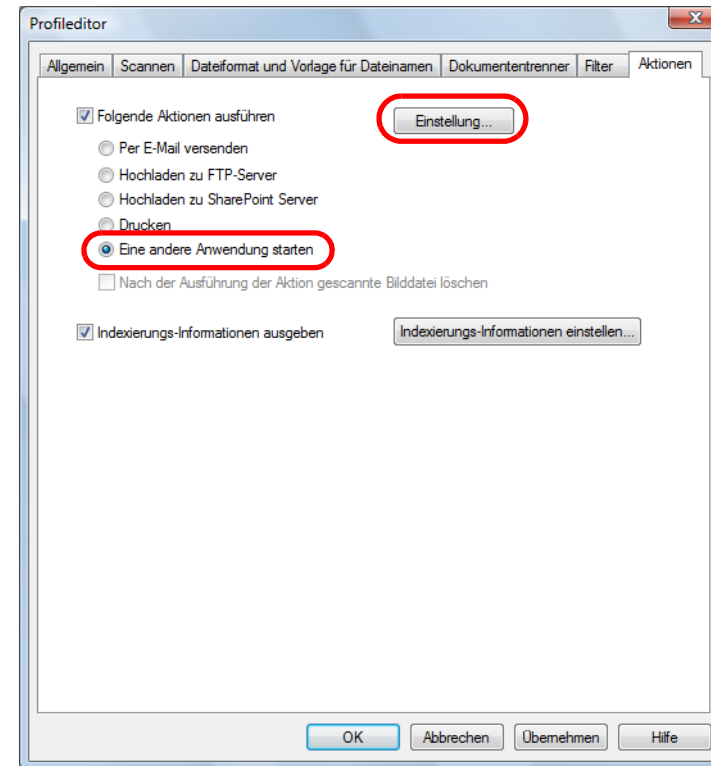 Profileditor
Allgemein Scannen Dateiformat und Vorlage für Dateinamen Dokumententrenner Filter Aktionen
Folgende Aktionen ausführen Einstellung...
Per E-Mail versenden
Hochladen zu FTP-Server
Hochladen zu SharePoint Server
Drucken
Eine andere Anwendung starten
Nach der Ausführung der Aktion gescannte Bilddatei löschen
Indexierungs-Informationen ausgeben Indexierungs-Informationen einstellen...
OK Abbrechen Übernehmen Hilfe